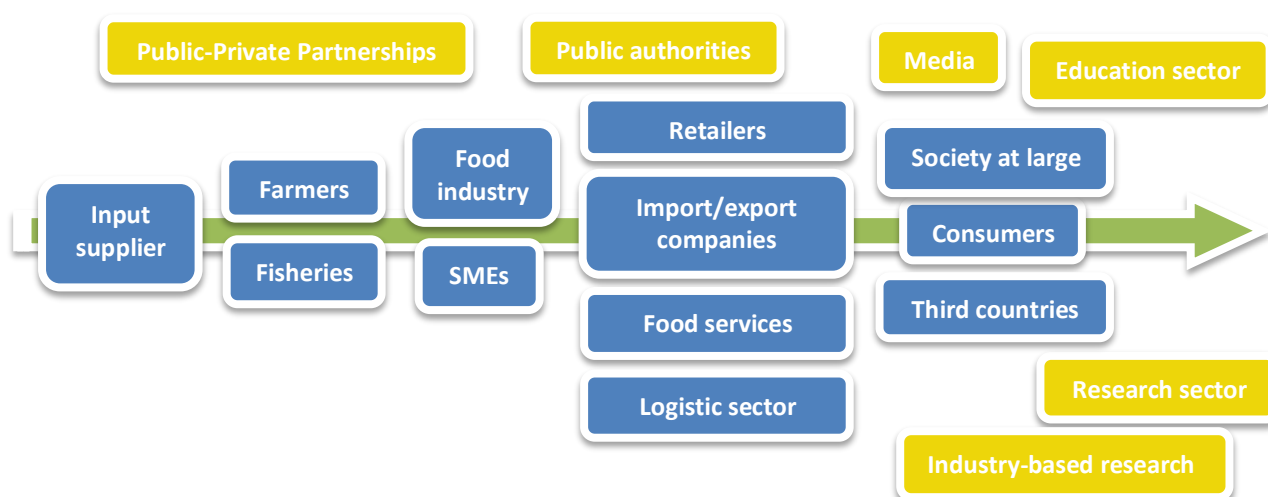 Public-Private Partnerships
Public authorities
Media
Education sector
Retailers
Food
industry
Society at large
Farmers
Input
supplier
Import/export
companies
Consumers
Fisheries
SMEs
Third countries
Food services
Research sector
Logistic sector
Industry-based research